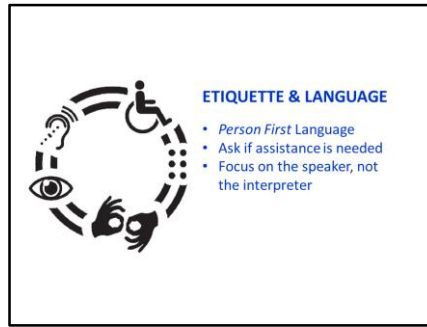 ETIQUETTE & LANGUAGE
• Person First Language
• Ask if assistance is needed
• Focus on the speaker, not
the interpreter